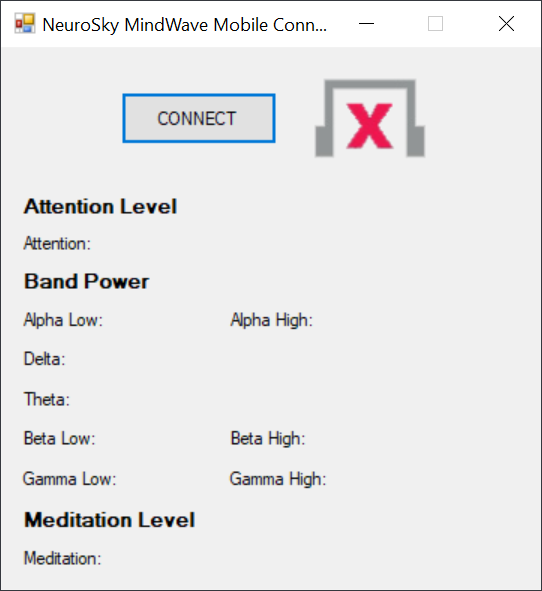 NeuroSky MindWave Mobile Conn...
CONNECT
X
Attention Level
Attention:
Band Power
Alpha Low: Alpha High:
Delta:
Theta:
Beta Low: Beta High:
Gamma Low: Gamma High:
Meditation Level
Meditation: